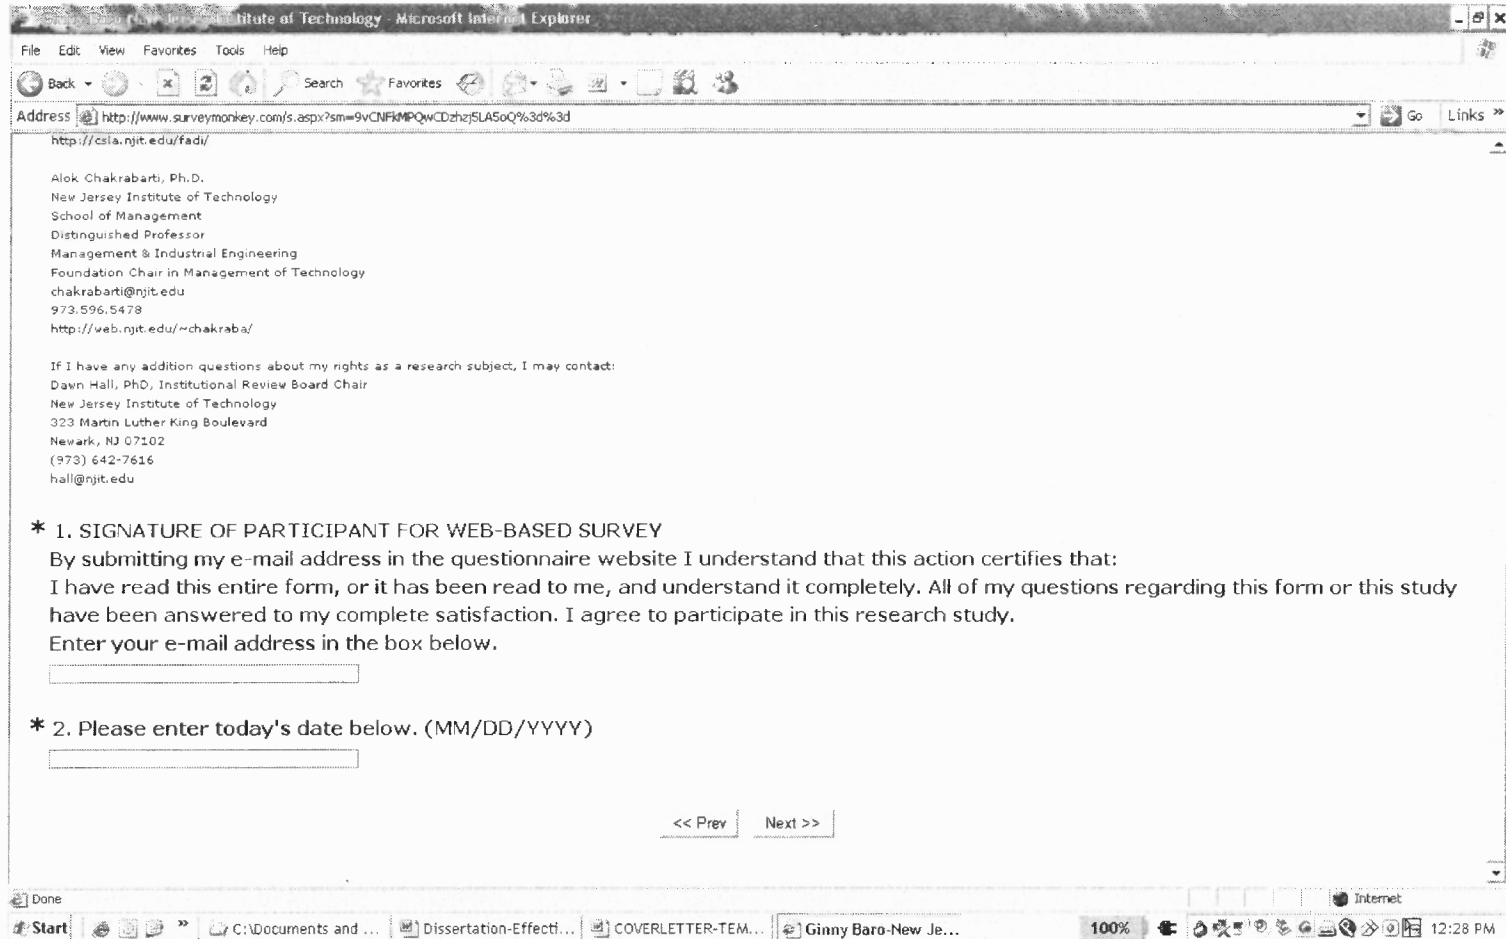 titute of Technology - Microsoft Internet Explorer
File Edit View Favorites Tools Help
Back Search Favorites
Address http://www.surveymonkey.com/s.aspx?sm=9vCNFkMPQwCDzhzj5LA5oQ%3d%3d Go Links »
http://csla.njit.edu/fadi/
Alok Chakrabarti, Ph.D.
New Jersey Institute of Technology
School of Management
Distinguished Professor
Management & Industrial Engineering
Foundation Chair in Management of Technology
chakrabarti@njit.edu
973.596.5478
http://web.njit.edu/~chakraba/
If I have any addition questions about my rights as a research subject, I may contact:
Dawn Hall, PhD, Institutional Review Board Chair
New Jersey Institute of Technology
323 Martin Luther King Boulevard
Newark, NJ 07102
(973) 642-7616
hall@njit.edu
* 1. SIGNATURE OF PARTICIPANT FOR WEB-BASED SURVEY
By submitting my e-mail address in the questionnaire website I understand that this action certifies that:
I have read this entire form, or it has been read to me, and understand it completely. All of my questions regarding this form or this study
have been answered to my complete satisfaction. I agree to participate in this research study.
Enter your e-mail address in the box below.
* 2. Please enter today's date below. (MM/DD/YYYY)
<< Prev Next >>
Done Internet
Start » C:\Documents and ... Dissertation-Effecti... COVERLETTER-TEM... Ginny Baro-New Je... 100% 12:28 PM